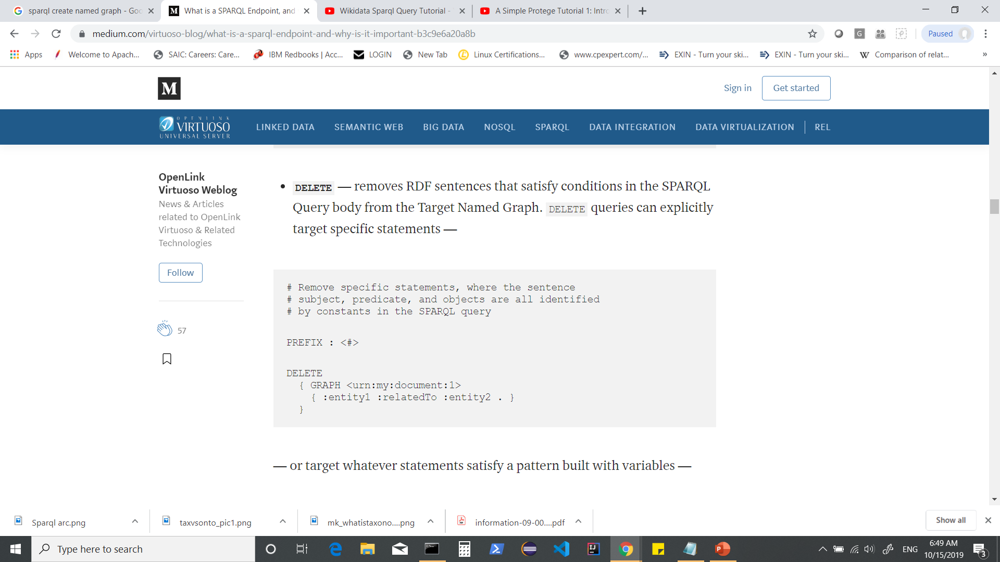 sparql create named graph - Goo
What is a SPARQL Endpoint, and
Wikidata Sparql Query Tutorial -
A Simple Protege Tutorial 1: Intro
medium.com/virtuoso-blog/what-is-a-sparql-endpoint-and-why-is-it-important-b3c9e6a20a8b
Paused
Apps
Welcome to Apach...
SAIC: Careers: Care...
IBM Redbooks | Acc...
LOGIN
New Tab
Linux Certifications...
www.cpexpert.com/...
EXIN - Turn your ski...
EXIN - Turn your ski...
Comparison of relat...
»
M
Sign in
Get started
OPENLINK
VIRTUOSO
UNIVERSAL SERVER
LINKED DATA
SEMANTIC WEB
BIG DATA
NOSQL
SPARQL
DATA INTEGRATION
DATA VIRTUALIZATION
REL
OpenLink
Virtuoso Weblog
News & Articles
related to OpenLink
Virtuoso & Related
Technologies
Follow
57
• DELETE — removes RDF sentences that satisfy conditions in the SPARQL
Query body from the Target Named Graph. DELETE queries can explicitly
target specific statements —
# Remove specific statements, where the sentence
# subject, predicate, and objects are all identified
# by constants in the SPARQL query
PREFIX : <#>
DELETE
{ GRAPH <urn:my:document:1>
{ :entity1 :relatedTo :entity2 . }
}
— or target whatever statements satisfy a pattern built with variables —
Sparql arc.png
taxvsonto_pic1.png
mk_whatistaxono....png
information-09-00....pdf
Show all
Type here to search
ENG
6:49 AM
10/15/2019
3